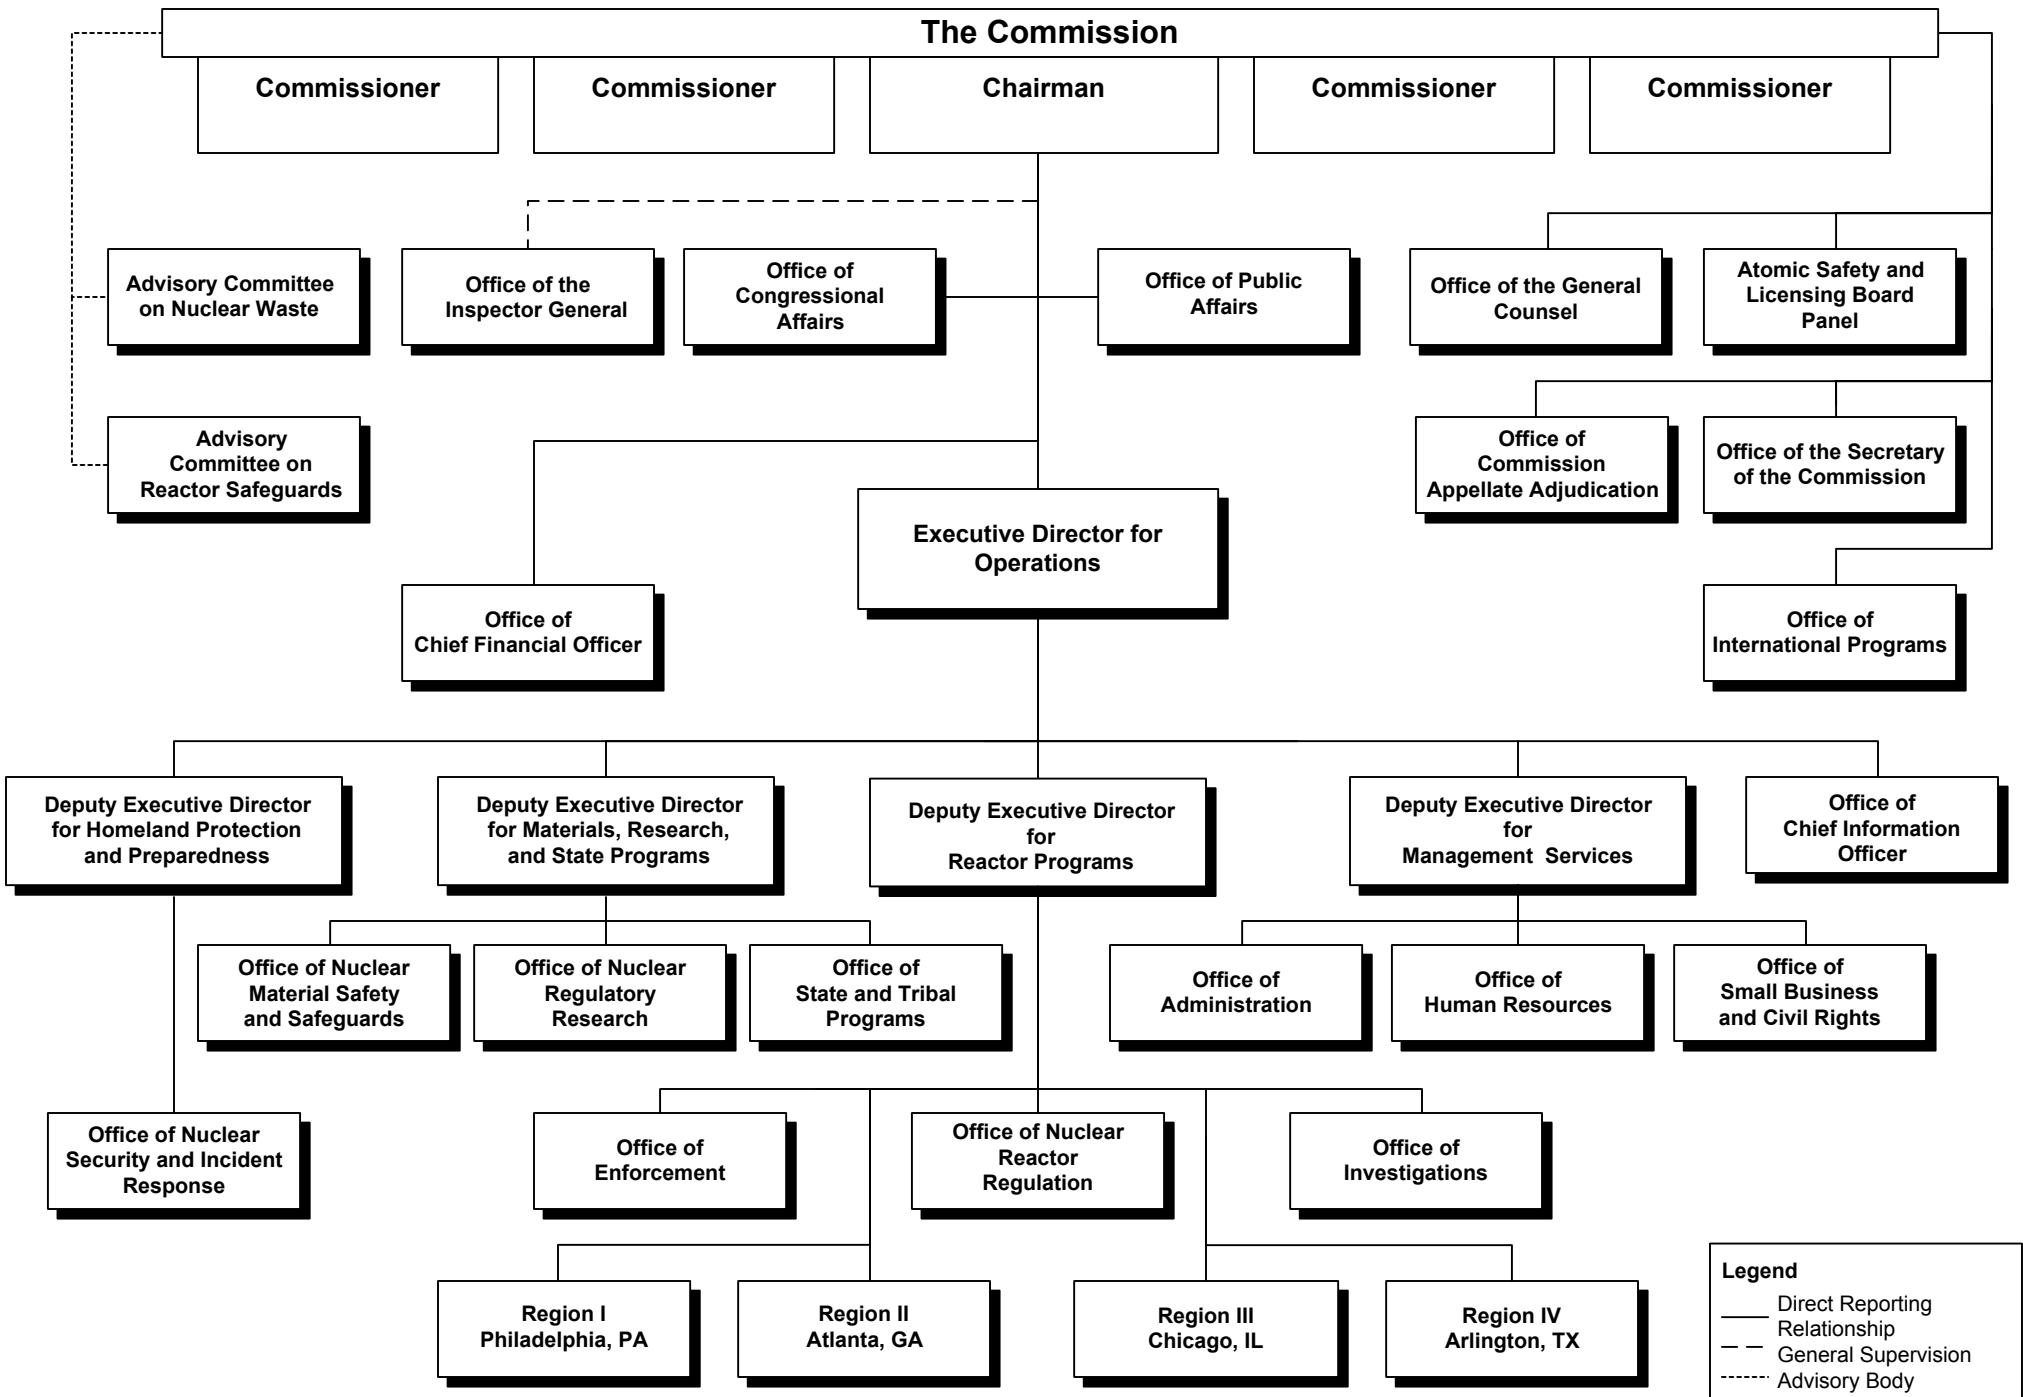 The Commission
Commissioner
Commissioner
Chairman
Commissioner
Commissioner
Advisory Committee
on Nuclear Waste
Office of the
Inspector General
Office of
Congressional
Affairs
Office of Public
Affairs
Office of the General
Counsel
Atomic Safety and
Licensing Board
Panel
Advisory
Committee on
Reactor Safeguards
Office of
Commission
Appellate Adjudication
Office of the Secretary
of the Commission
Executive Director for
Operations
Office of
Chief Financial Officer
Office of
International Programs
Deputy Executive Director
for Homeland Protection
and Preparedness
Deputy Executive Director
for Materials, Research,
and State Programs
Deputy Executive Director
for
Reactor Programs
Deputy Executive Director
for
Management Services
Office of
Chief Information
Officer
Office of Nuclear
Material Safety
and Safeguards
Office of Nuclear
Regulatory
Research
Office of
State and Tribal
Programs
Office of
Administration
Office of
Human Resources
Office of
Small Business
and Civil Rights
Office of Nuclear
Security and Incident
Response
Office of
Enforcement
Office of Nuclear
Reactor
Regulation
Office of
Investigations
Region I
Philadelphia, PA
Region II
Atlanta, GA
Region III
Chicago, IL
Region IV
Arlington, TX
Legend
Direct Reporting
Relationship
General Supervision
Advisory Body